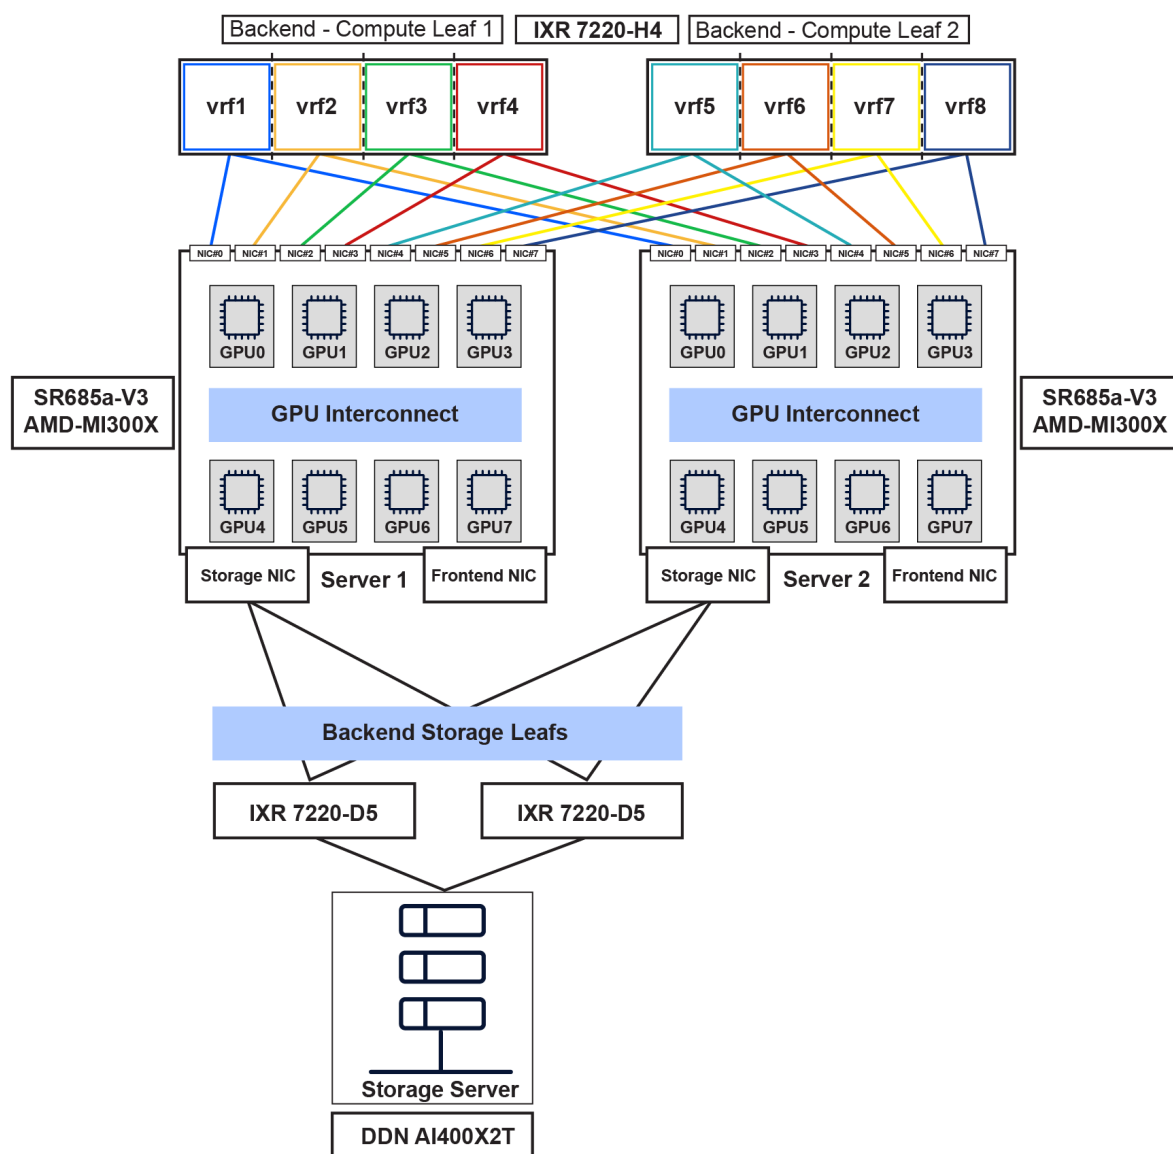 Backend - Compute Leaf 1
IXR 7220-H4
Backend - Compute Leaf 2
vrf1
vrf2
vrf3
vrf4
vrf5
vrf6
vrf7
vrf8
NIC#0
NIC#1
NIC#2
NIC#3
NIC#4
NIC#5
NIC#6
NIC#7
NIC#0
NIC#1
NIC#2
NIC#3
NIC#4
NIC#5
NIC#6
NIC#7
GPU0
GPU1
GPU2
GPU3
GPU0
GPU1
GPU2
GPU3
SR685a-V3
AMD-MI300X
GPU Interconnect
GPU Interconnect
SR685a-V3
AMD-MI300X
GPU4
GPU5
GPU6
GPU7
GPU4
GPU5
GPU6
GPU7
Storage NIC
Server 1
Frontend NIC
Storage NIC
Server 2
Frontend NIC
Backend Storage Leafs
IXR 7220-D5
IXR 7220-D5
Storage Server
DDN AI400X2T